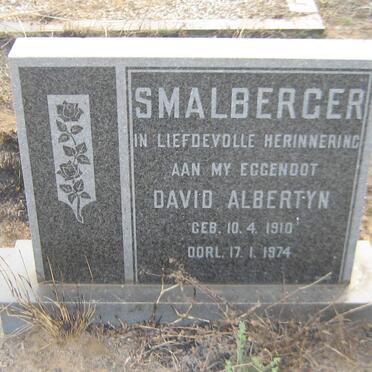 SMALBERGER
IN LIEFDEVOLLE HERINNERING
AAN MY EGGENOOT
DAVID ALBERTYN
GEB. 10. 4. 1910
OORL. 17. 1. 1974